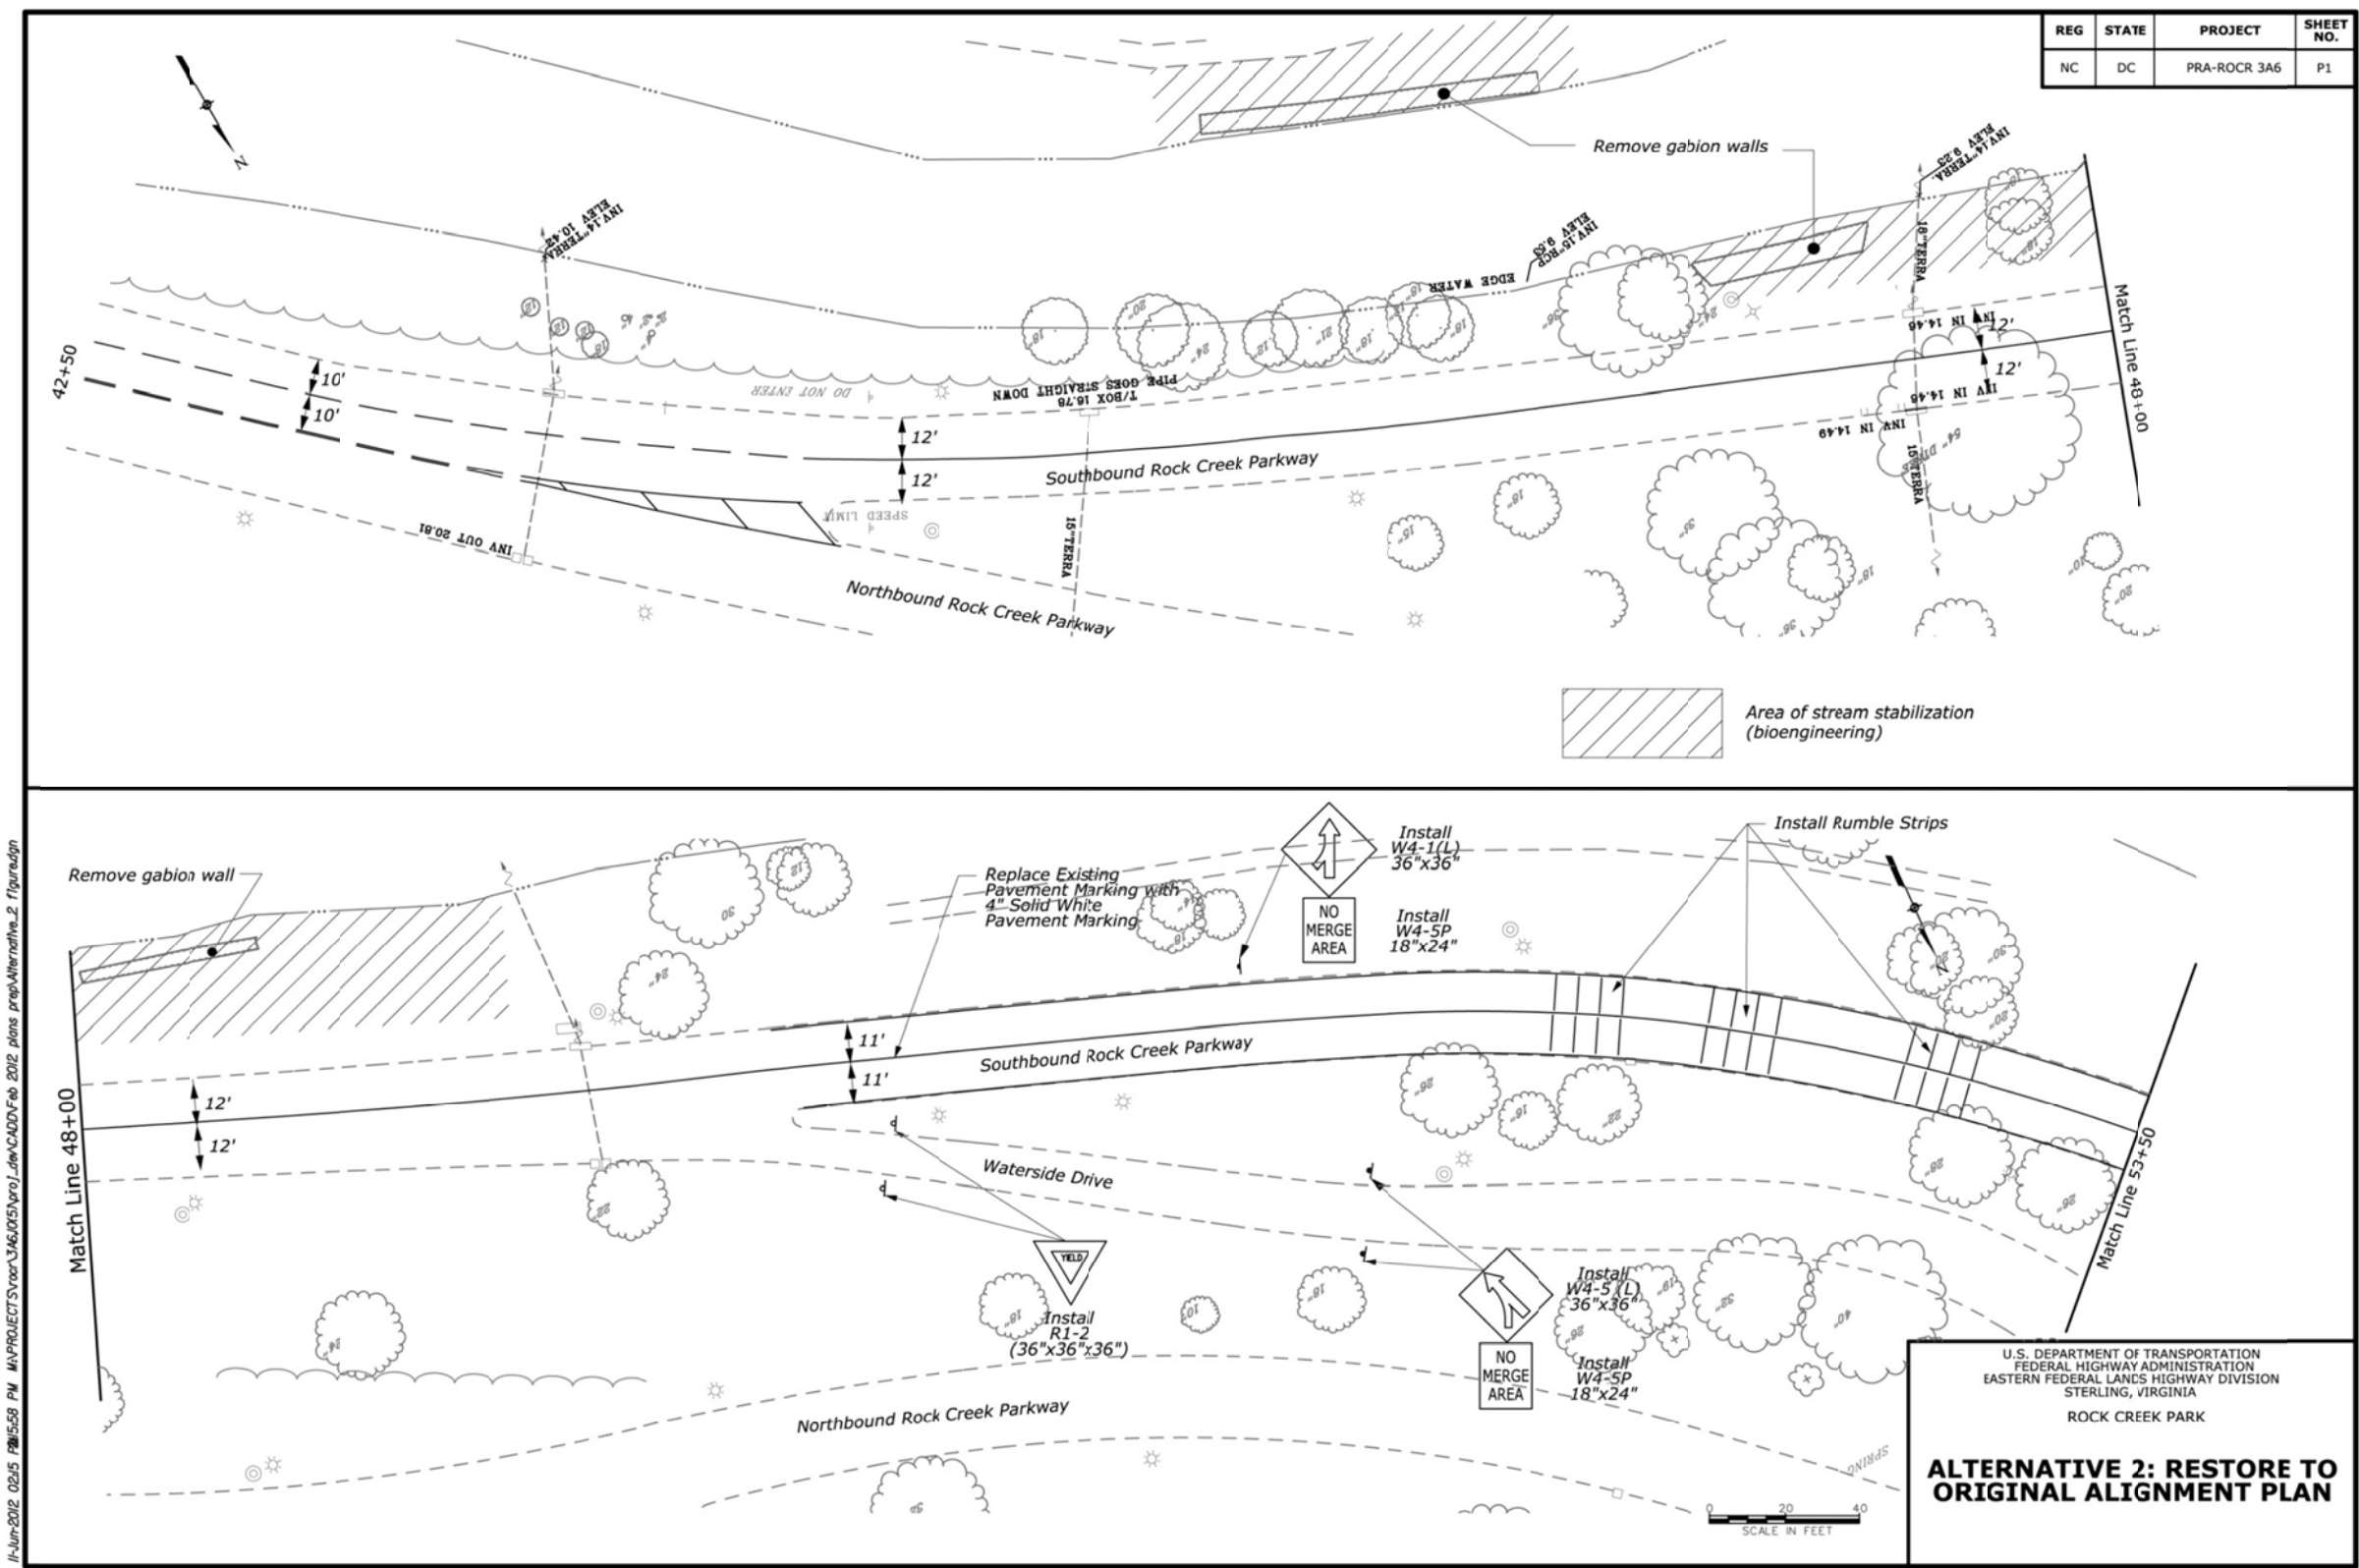 REG STATE PROJECT SHEET NO.
NC DC PRA-ROCR 3A6 P1
N
Remove gabion walls
INV.14"TERRA
ELEV 9.23
INV.14"TERRA
ELEV 10.42
INV.15"RCP
ELEV 9.53
EDGE WATER
18"TERRA
INV IN 14.46
12'
12'
INV IN 14.46
INV IN 14.49
15"TERRA
54"
Match Line 48+00
42+50
10'
10'
DO NOT ENTER
PIPE GOES STRAIGHT DOWN
T/BOX 16.78
12'
12'
Southbound Rock Creek Parkway
SPEED LIMIT
INV OUT 20.81
15"TERRA
Northbound Rock Creek Parkway
Area of stream stabilization
(bioengineering)
Remove gabion wall
Replace Existing
Pavement Marking with
4" Solid White
Pavement Marking
Install
W4-1(L)
36"x36"
NO
MERGE
AREA
Install
W4-5P
18"x24"
Install Rumble Strips
N
11'
11'
Southbound Rock Creek Parkway
12'
12'
Match Line 48+00
Waterside Drive
YIELD
Install
R1-2
(36"x36"x36")
Install
W4-5 (L)
36"x36"
NO
MERGE
AREA
Install
W4-5P
18"x24"
Match Line 53+50
Northbound Rock Creek Parkway
SPRING
0 20 40
SCALE IN FEET
U.S. DEPARTMENT OF TRANSPORTATION
FEDERAL HIGHWAY ADMINISTRATION
EASTERN FEDERAL LANDS HIGHWAY DIVISION
STERLING, VIRGINIA
ROCK CREEK PARK
ALTERNATIVE 2: RESTORE TO
ORIGINAL ALIGNMENT PLAN